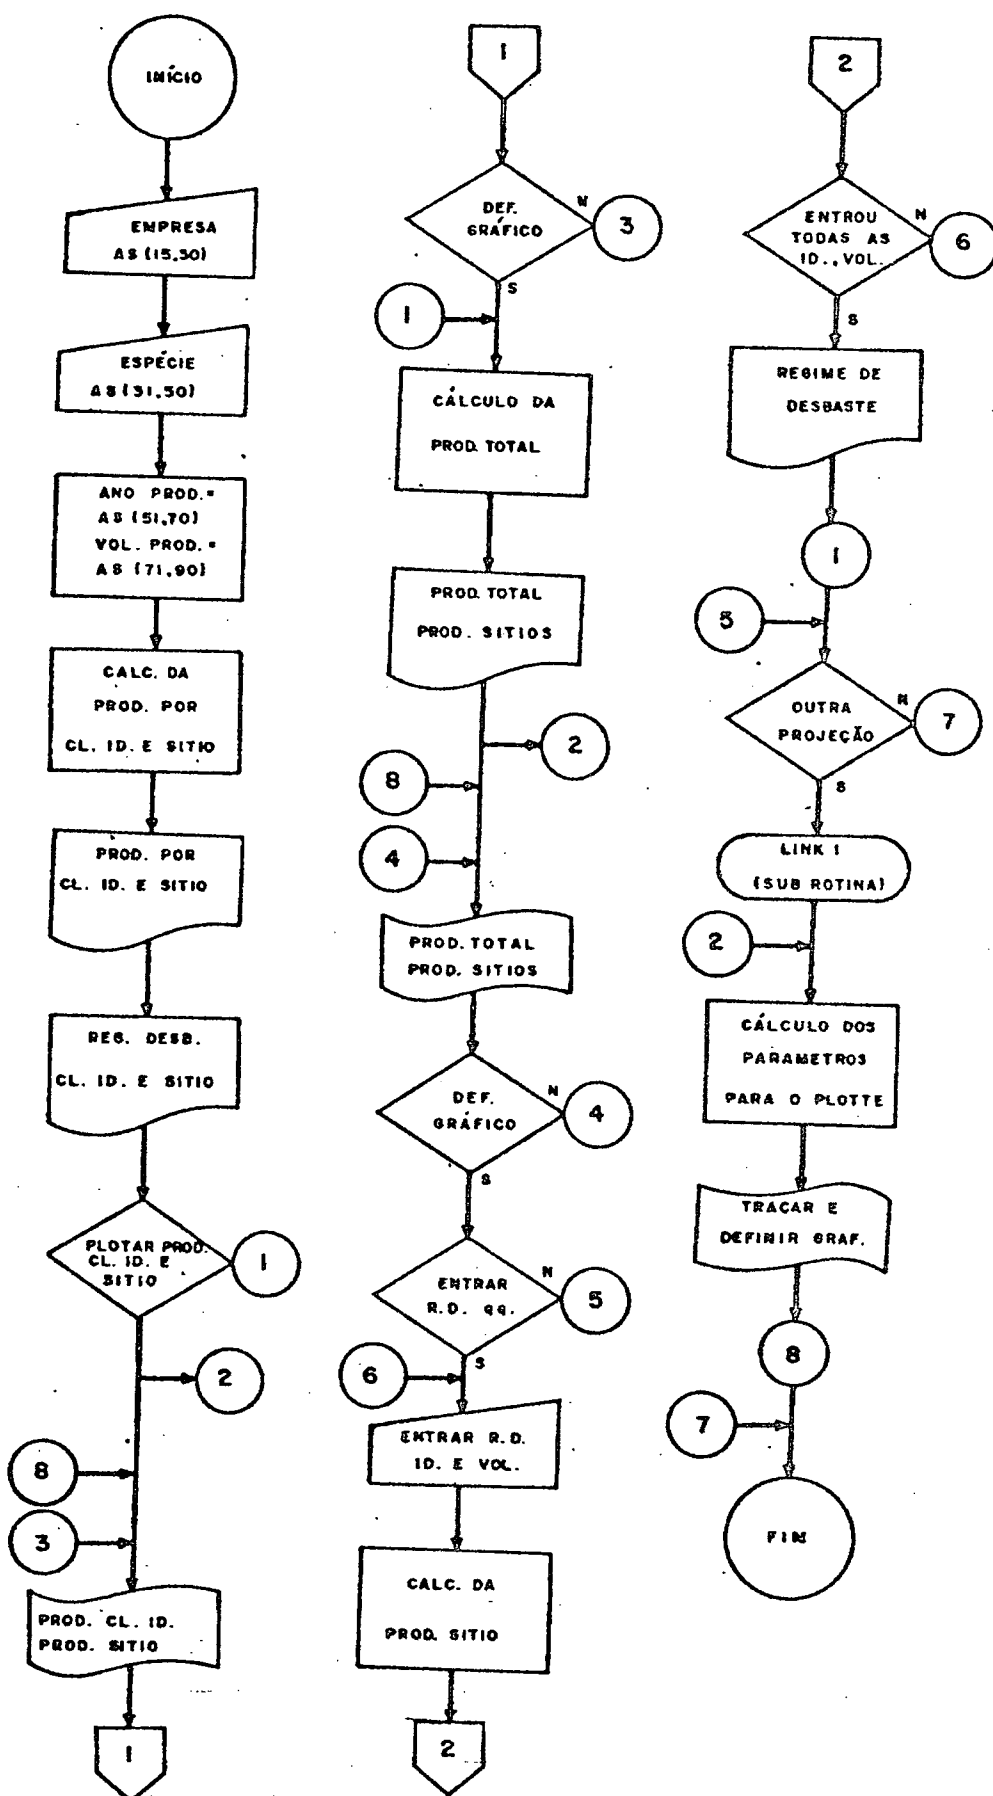 INÍCIO
EMPRESA
A$ (15,30)
ESPÉCIE
A$ (31,50)
ANO PROD.=
A$ (51,70)
VOL. PROD.=
A$ (71,90)
CALC. DA
PROD. POR
CL. ID. E SITIO
PROD. POR
CL. ID. E SITIO
REG. DESB.
CL. ID. E SITIO
PLOTAR PROD.
CL. ID. E
SITIO
1
2
8
3
PROD. CL. ID.
PROD. SITIO
1
1
DEF.
GRÁFICO
N
3
S
1
CÁLCULO DA
PROD. TOTAL
PROD. TOTAL
PROD. SITIOS
2
8
4
PROD. TOTAL
PROD. SITIOS
DEF.
GRÁFICO
N
4
S
ENTRAR
R.D. qq.
N
5
S
6
ENTRAR R.D.
ID. E VOL.
CALC. DA
PROD. SITIO
2
2
ENTROU
TODAS AS
ID., VOL.
N
6
S
REGIME DE
DESBASTE
1
5
OUTRA
PROJEÇÃO
N
7
S
LINK 1
(SUB ROTINA)
2
CÁLCULO DOS
PARAMETROS
PARA O PLOTTE
TRAÇAR E
DEFINIR GRAF.
8
7
FIM